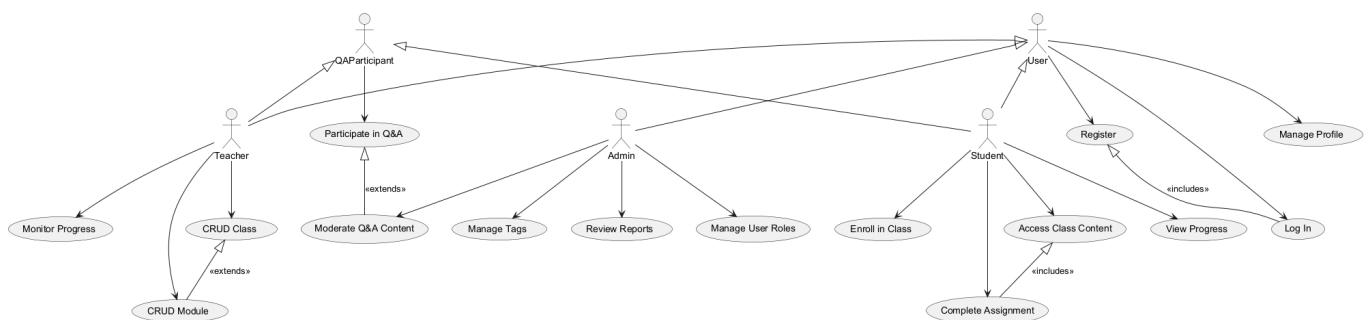 QAParticipant
User
Teacher
Participate in Q&A
Admin
Student
Register
Manage Profile
«extends»
«includes»
Monitor Progress
CRUD Class
Moderate Q&A Content
Manage Tags
Review Reports
Manage User Roles
Enroll in Class
Access Class Content
View Progress
Log In
«extends»
«includes»
CRUD Module
Complete Assignment